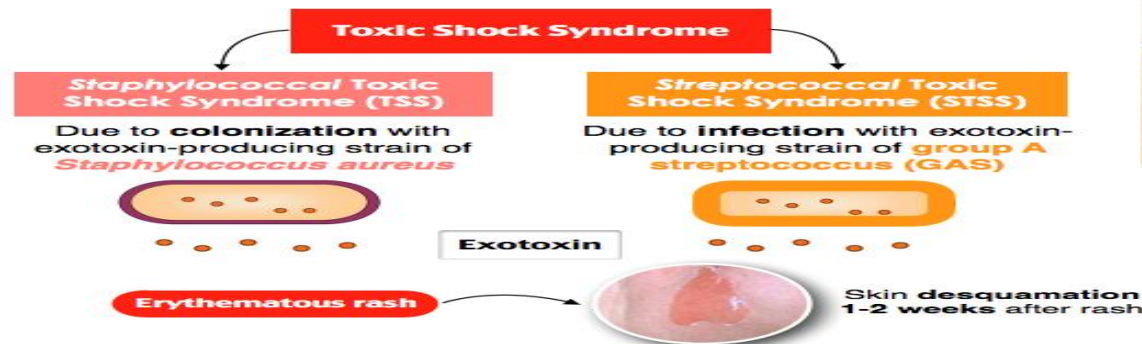 Toxic Shock Syndrome
Staphylococcal Toxic
Shock Syndrome (TSS)
Due to colonization with
exotoxin-producing strain of
Staphylococcus aureus
Streptococcal Toxic
Shock Syndrome (STSS)
Due to infection with exotoxin-
producing strain of group A
streptococcus (GAS)
Exotoxin
Erythematous rash
Skin desquamation
1-2 weeks after rash